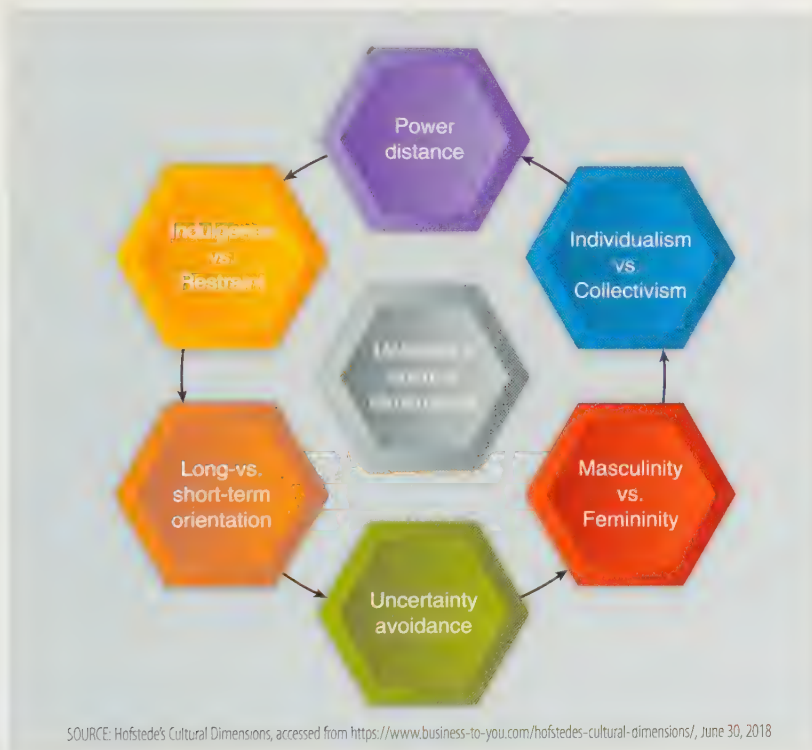 Power
distance
Individualism
vs
Collectivism
Masculinity
vs.
Femininity
Uncertainty
avoidance
Long-vs.
short-term
orientation
vs.
Restraint
SOURCE: Hofstede's Cultural Dimensions, accessed from https://www.business-to-you.com/hofstedes-cultural-dimensions/, June 30, 2018